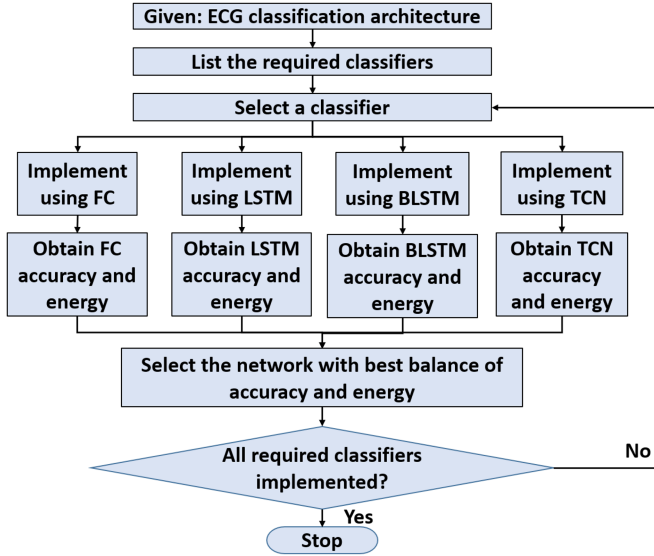 Given: ECG classification architecture
List the required classifiers
Select a classifier
Implement
using FC
Implement
using LSTM
Implement
using BLSTM
Implement
using TCN
Obtain FC
accuracy and
energy
Obtain LSTM
accuracy and
energy
Obtain BLSTM
accuracy and
energy
Obtain TCN
accuracy
and energy
Select the network with best balance of
accuracy and energy
All required classifiers
implemented?
No
Yes
Stop